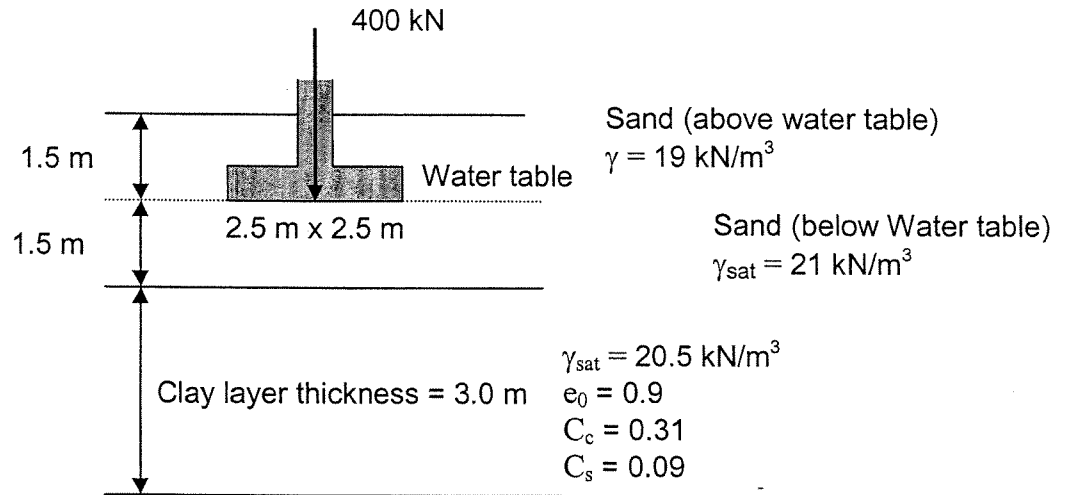 400 kN
Sand (above water table)
γ = 19 kN/m³
1.5 m
Water table
2.5 m x 2.5 m
1.5 m
Sand (below Water table)
γsat = 21 kN/m³
γsat = 20.5 kN/m³
Clay layer thickness = 3.0 m
e₀ = 0.9
Cc = 0.31
Cs = 0.09